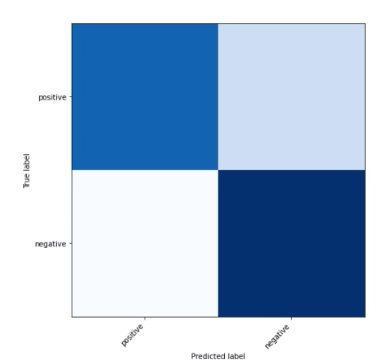 positive
True label
negative
positive
negative
Predicted label